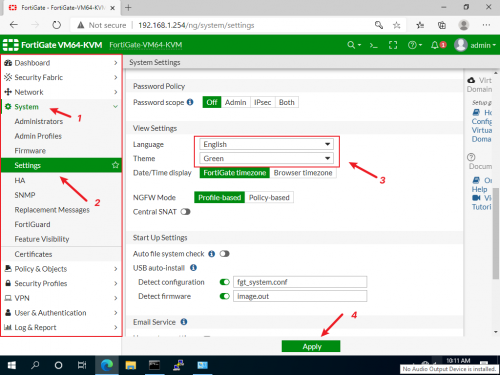 FortiGate - FortiGate-VM64-KVM
Not secure | 192.168.1.254/ng/system/settings
FortiGate VM64-KVM FortiGate-VM64-KVM
1
admin
Dashboard
Security Fabric
Network
System
1
Administrators
Admin Profiles
Firmware
Settings
2
HA
SNMP
Replacement Messages
FortiGuard
Feature Visibility
Certificates
Policy & Objects
Security Profiles
VPN
User & Authentication
Log & Report
System Settings
Password Policy
Password scope Off Admin IPsec Both
View Settings
Language English
Theme Green
3
Date/Time display FortiGate timezone Browser timezone
NGFW Mode Profile-based Policy-based
Central SNAT
Start Up Settings
Auto file system check
USB auto-install
Detect configuration fgt_system.conf
Detect firmware image.out
Email Service
4
Apply
Virt
Domain
Setup g
Ho
Config
Virtua
Domai
Docum
Or
Help
Vi
Tutori
10:11 AM
No Audio Output Device is installed.